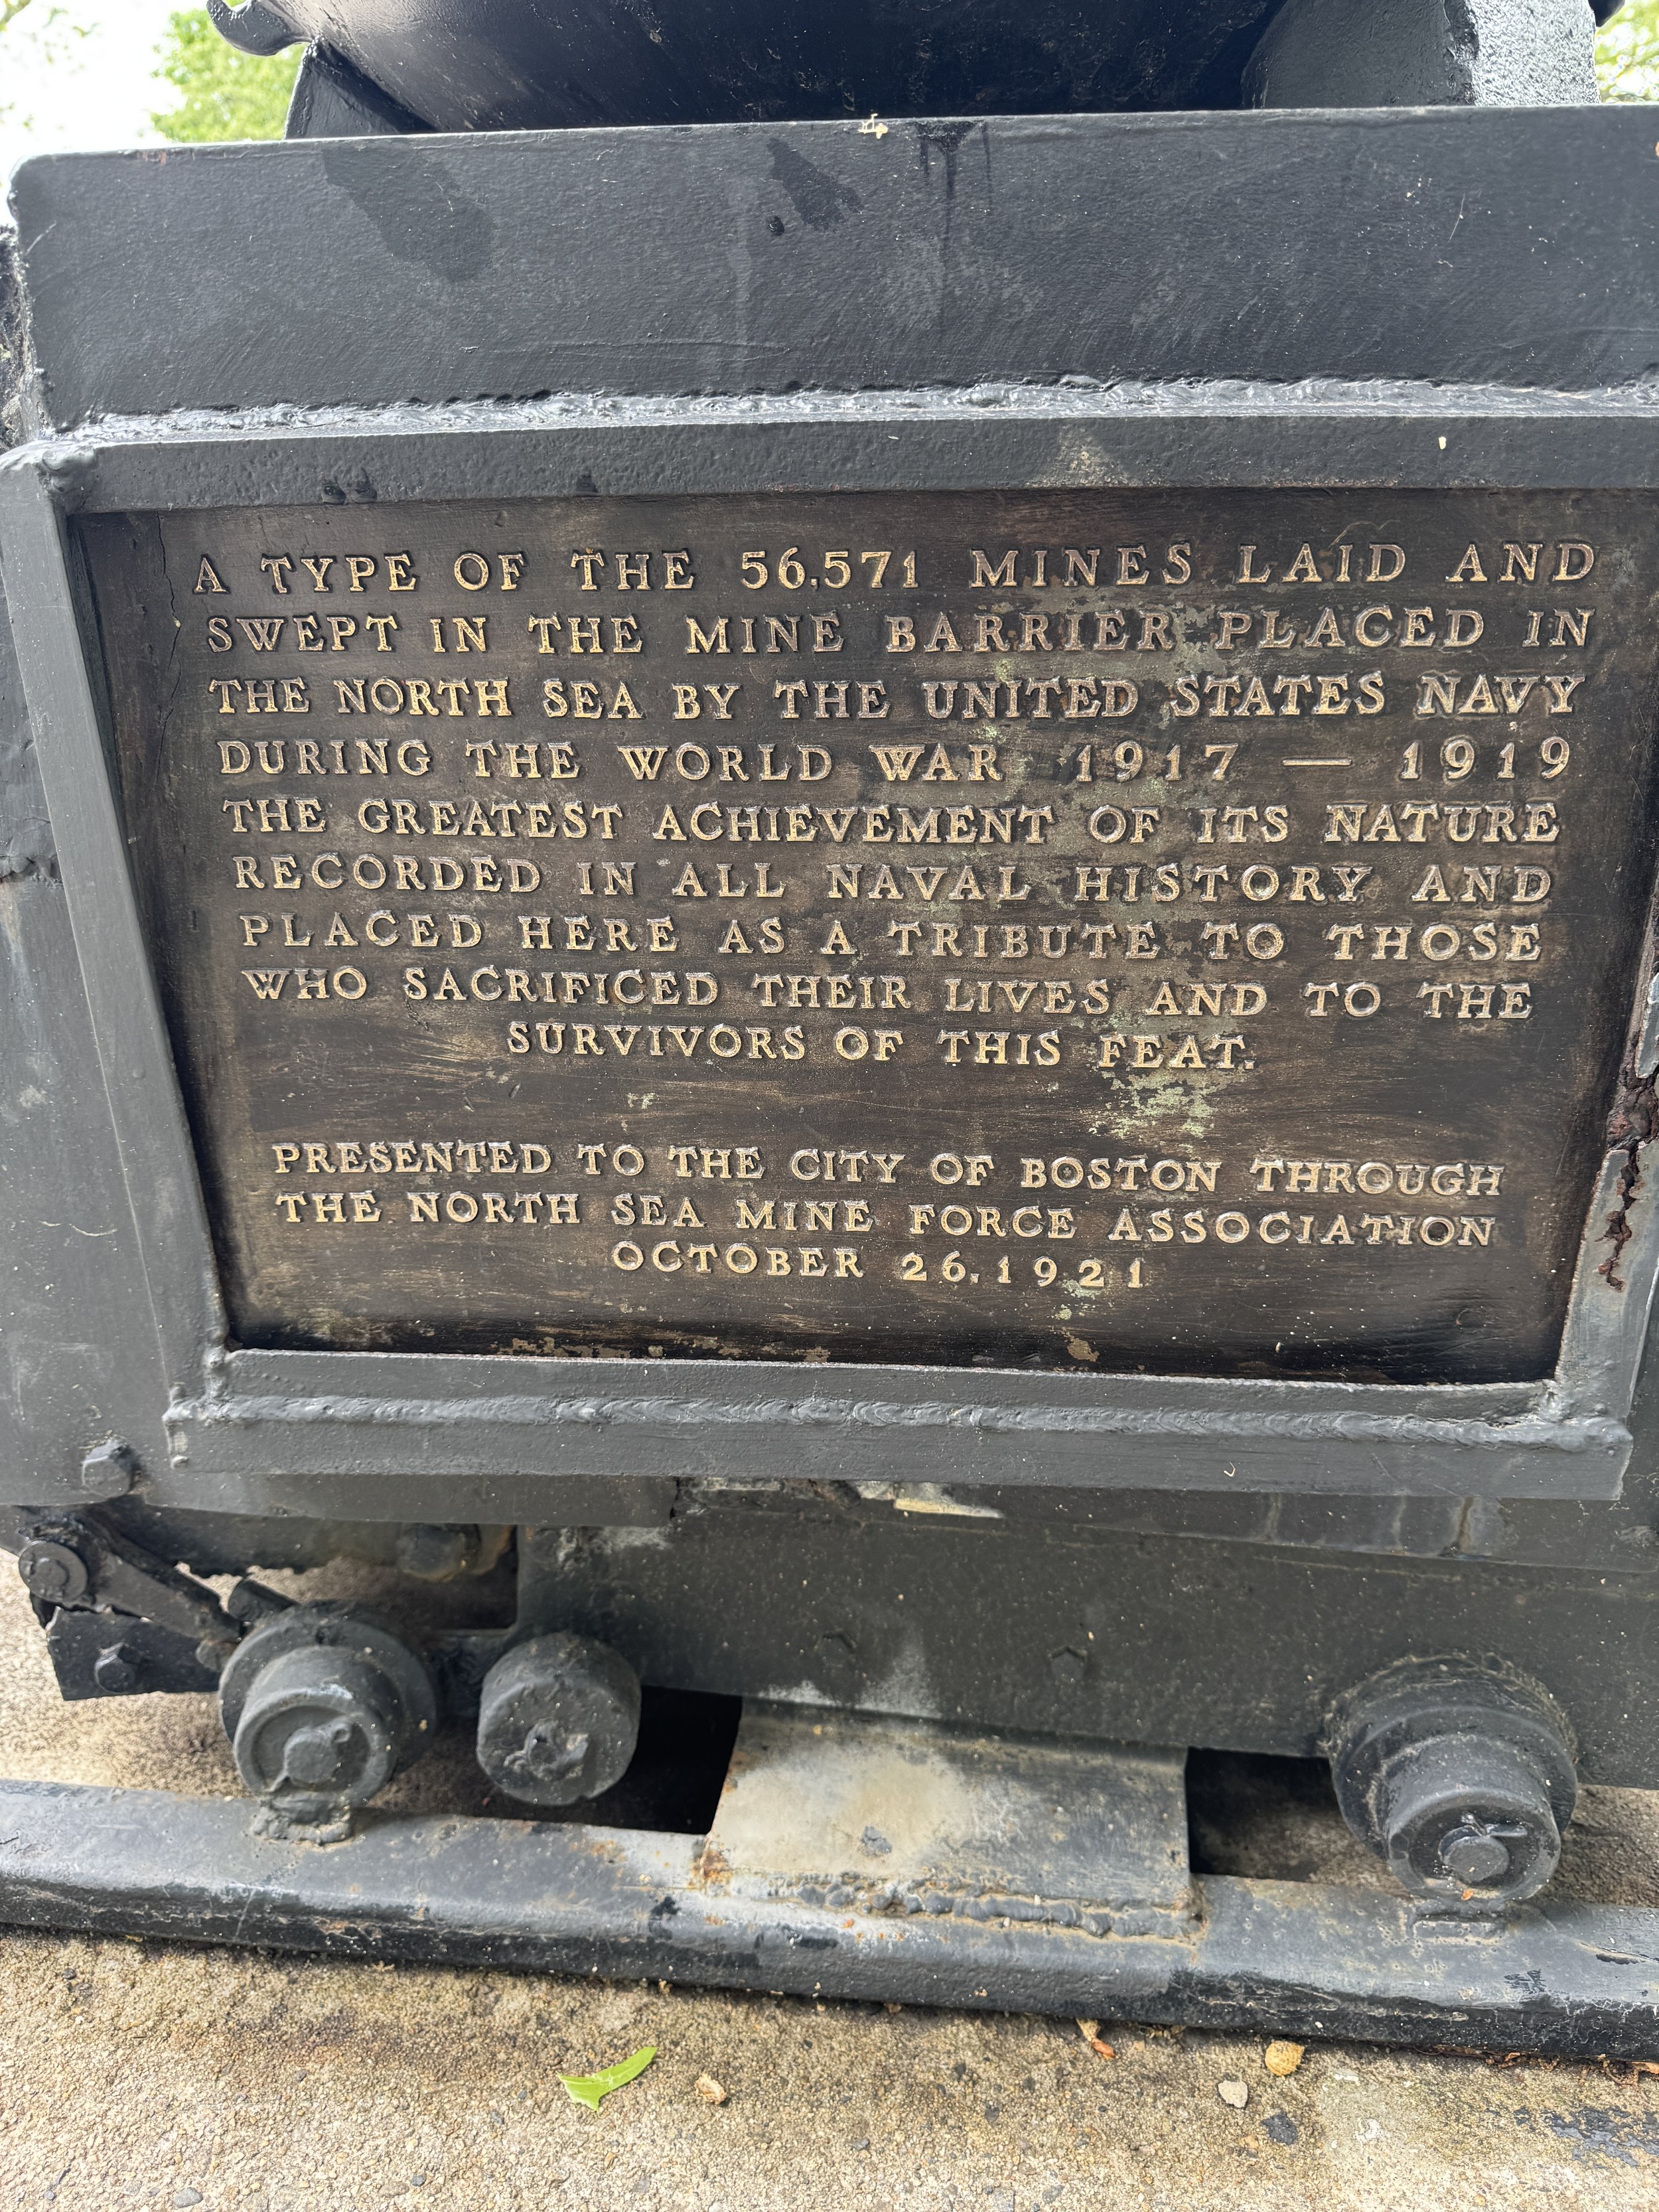 A TYPE OF THE 56,571 MINES LAID AND
SWEPT IN THE MINE BARRIER PLACED IN
THE NORTH SEA BY THE UNITED STATES NAVY
DURING THE WORLD WAR 1917 — 1919
THE GREATEST ACHIEVEMENT OF ITS NATURE
RECORDED IN ALL NAVAL HISTORY AND
PLACED HERE AS A TRIBUTE TO THOSE
WHO SACRIFICED THEIR LIVES AND TO THE
SURVIVORS OF THIS FEAT.
PRESENTED TO THE CITY OF BOSTON THROUGH
THE NORTH SEA MINE FORCE ASSOCIATION
OCTOBER 26, 1921